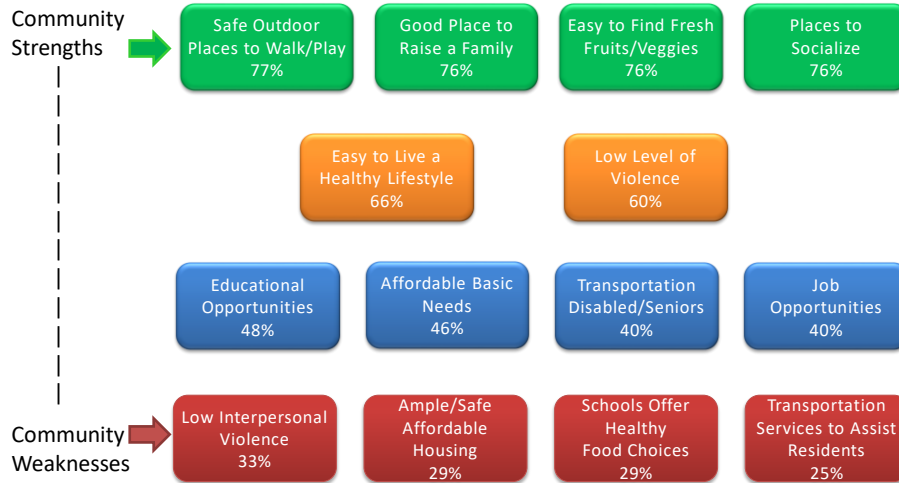 Community
Strengths
Safe Outdoor
Places to Walk/Play
77%
Good Place to
Raise a Family
76%
Easy to Find Fresh
Fruits/Veggies
76%
Places to
Socialize
76%
Easy to Live a
Healthy Lifestyle
66%
Low Level of
Violence
60%
Educational
Opportunities
48%
Affordable Basic
Needs
46%
Transportation
Disabled/Seniors
40%
Job
Opportunities
40%
Community
Weaknesses
Low Interpersonal
Violence
33%
Ample/Safe
Affordable
Housing
29%
Schools Offer
Healthy
Food Choices
29%
Transportation
Services to Assist
Residents
25%